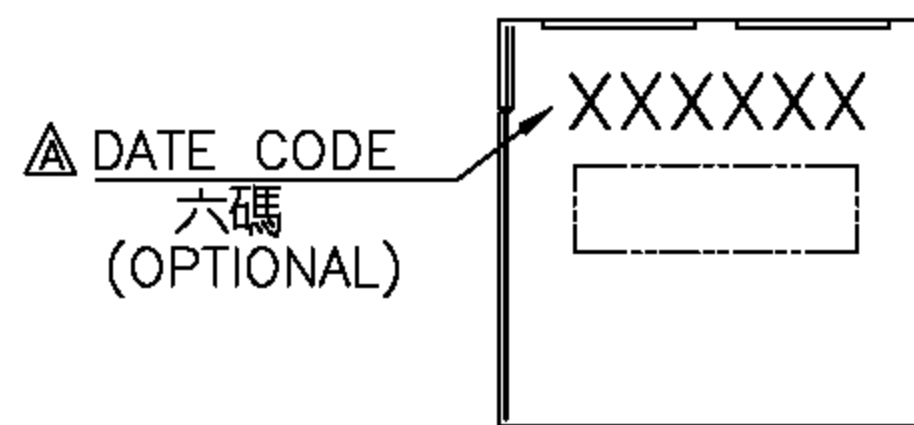 XXXXXX
A DATE CODE
六碼
(OPTIONAL)